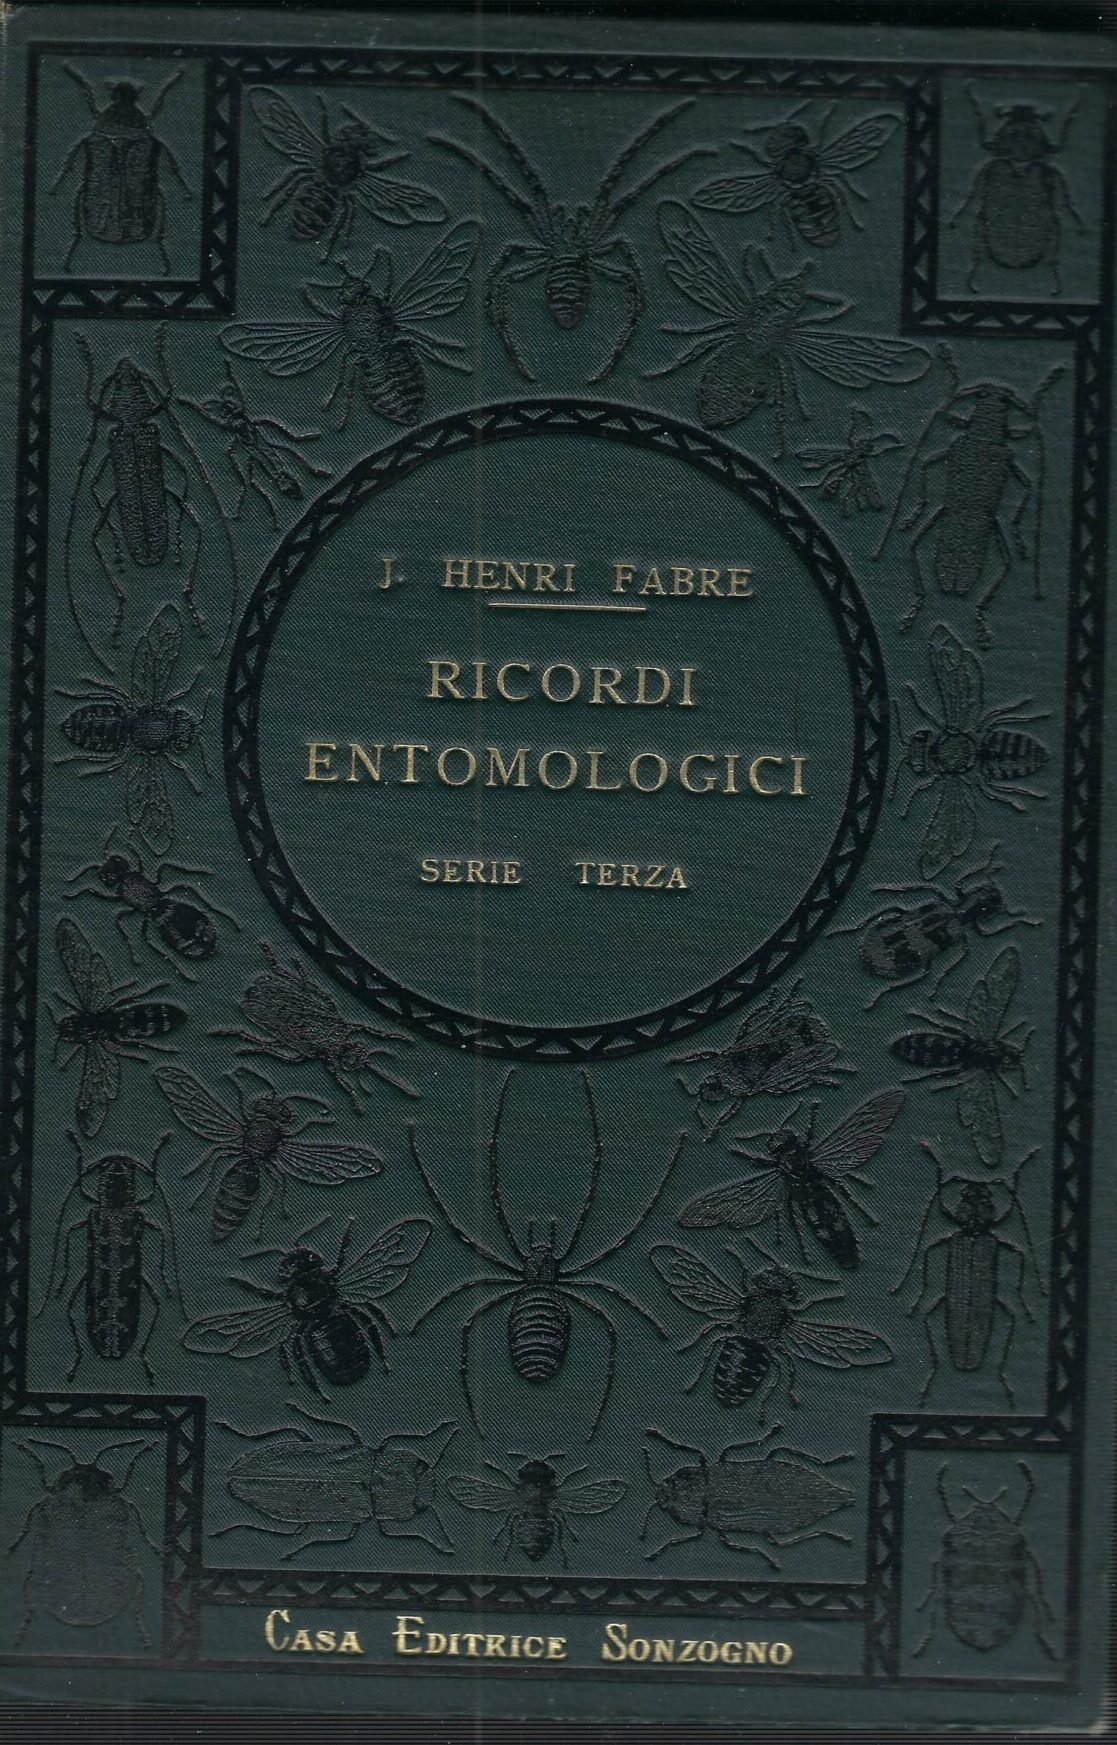 J. HENRI FABRE
RICORDI
ENTOMOLOGICI
SERIE TERZA
CASA EDITRICE SONZOGNO